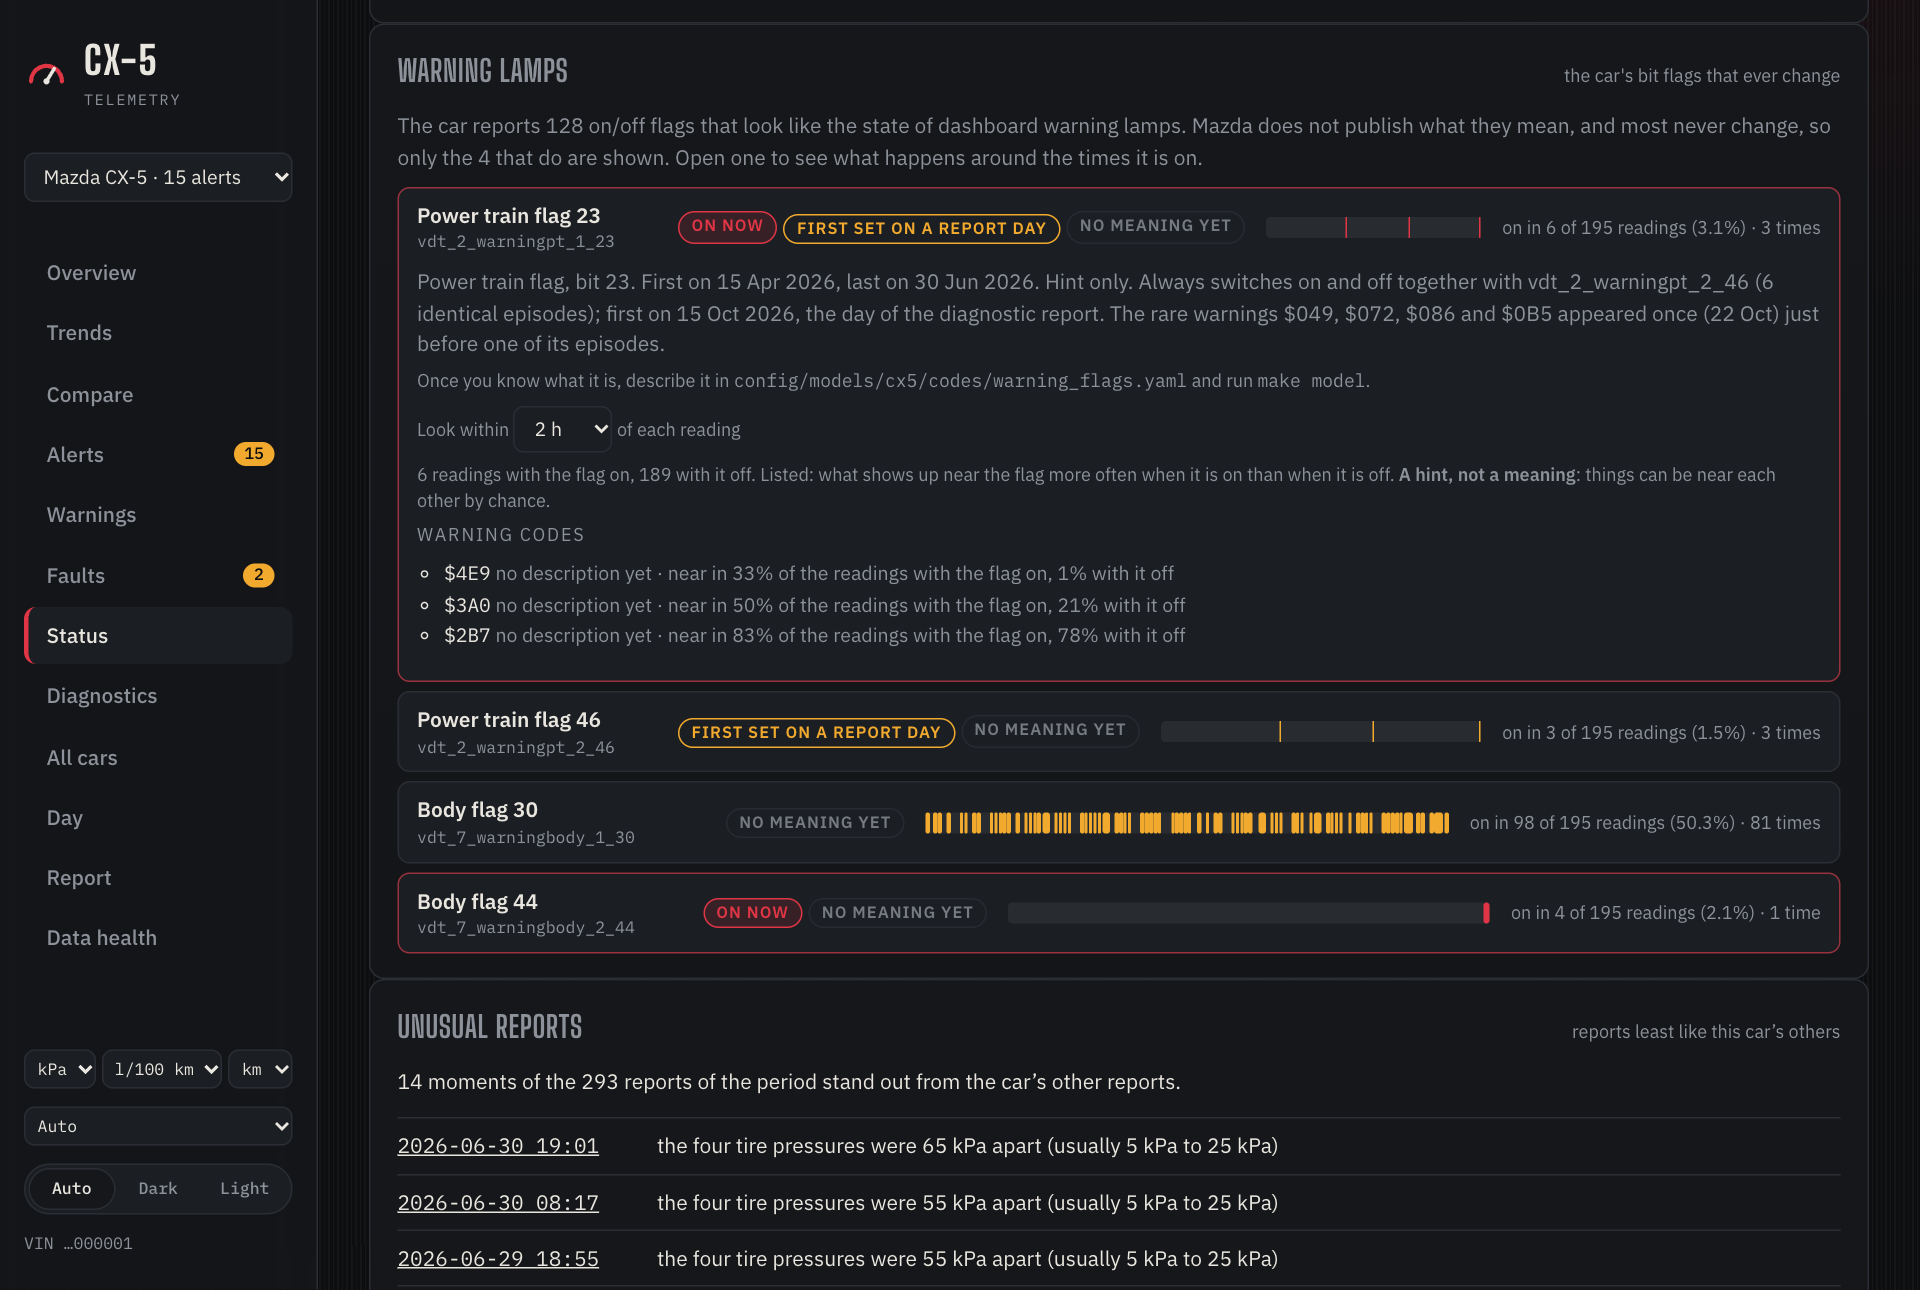 CX-5
TELEMETRY
Mazda CX-5 · 15 alerts
Overview
Trends
Compare
Alerts 15
Warnings
Faults 2
Status
Diagnostics
All cars
Day
Report
Data health
kPa l/100 km km
Auto
Auto Dark Light
VIN …000001
WARNING LAMPS
the car's bit flags that ever change
The car reports 128 on/off flags that look like the state of dashboard warning lamps. Mazda does not publish what they mean, and most never change, so
only the 4 that do are shown. Open one to see what happens around the times it is on.
Power train flag 23
vdt_2_warningpt_1_23
ON NOW FIRST SET ON A REPORT DAY NO MEANING YET on in 6 of 195 readings (3.1%) · 3 times
Power train flag, bit 23. First on 15 Apr 2026, last on 30 Jun 2026. Hint only. Always switches on and off together with vdt_2_warningpt_2_46 (6
identical episodes); first on 15 Oct 2026, the day of the diagnostic report. The rare warnings $049, $072, $086 and $0B5 appeared once (22 Oct) just
before one of its episodes.
Once you know what it is, describe it in config/models/cx5/codes/warning_flags.yaml and run make model.
Look within 2 h of each reading
6 readings with the flag on, 189 with it off. Listed: what shows up near the flag more often when it is on than when it is off. A hint, not a meaning: things can be near each
other by chance.
WARNING CODES
$4E9 no description yet · near in 33% of the readings with the flag on, 1% with it off
$3A0 no description yet · near in 50% of the readings with the flag on, 21% with it off
$2B7 no description yet · near in 83% of the readings with the flag on, 78% with it off
Power train flag 46
vdt_2_warningpt_2_46
FIRST SET ON A REPORT DAY NO MEANING YET on in 3 of 195 readings (1.5%) · 3 times
Body flag 30
vdt_7_warningbody_1_30
NO MEANING YET on in 98 of 195 readings (50.3%) · 81 times
Body flag 44
vdt_7_warningbody_2_44
ON NOW NO MEANING YET on in 4 of 195 readings (2.1%) · 1 time
UNUSUAL REPORTS
reports least like this car’s others
14 moments of the 293 reports of the period stand out from the car’s other reports.
2026-06-30 19:01 the four tire pressures were 65 kPa apart (usually 5 kPa to 25 kPa)
2026-06-30 08:17 the four tire pressures were 55 kPa apart (usually 5 kPa to 25 kPa)
2026-06-29 18:55 the four tire pressures were 55 kPa apart (usually 5 kPa to 25 kPa)